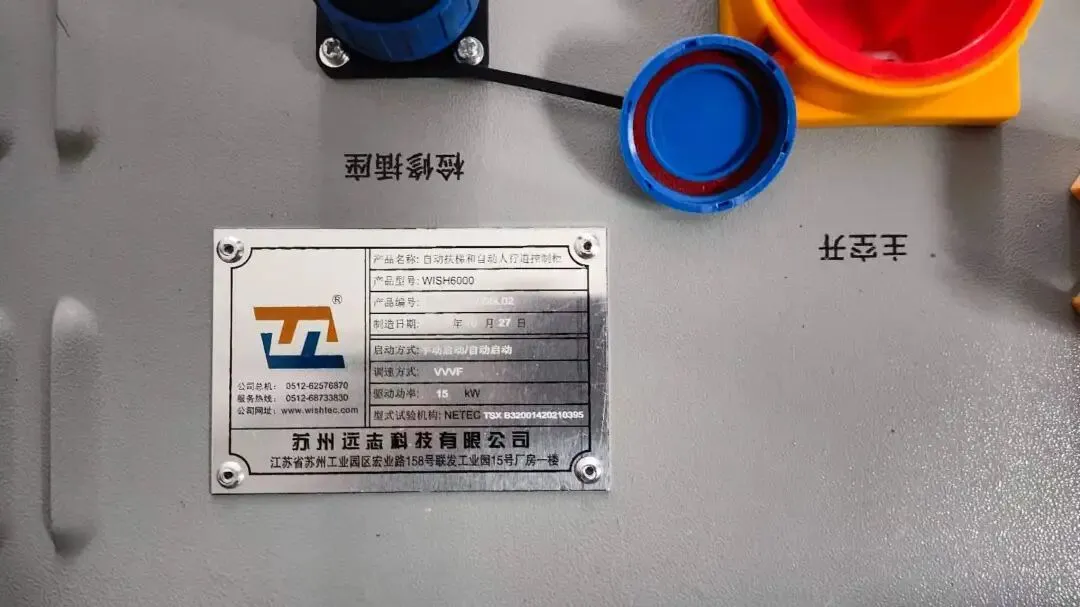 检修插座
主空开
产品名称: 自动扶梯和自动人行道控制柜
产品型号: WISH6000
产品编号: .02
制造日期: 年 月 27 日
启动方式: 手动启动/自动启动
调速方式: VVVF
驱动功率: 15 kW
型式试验机构: NETEC TSX B32001420210395
®
公司总机: 0512-62576870
服务热线: 0512-68733830
公司网址: www.wishtec.com
苏州远志科技有限公司
江苏省苏州工业园区宏业路158号联发工业园15号厂房一楼